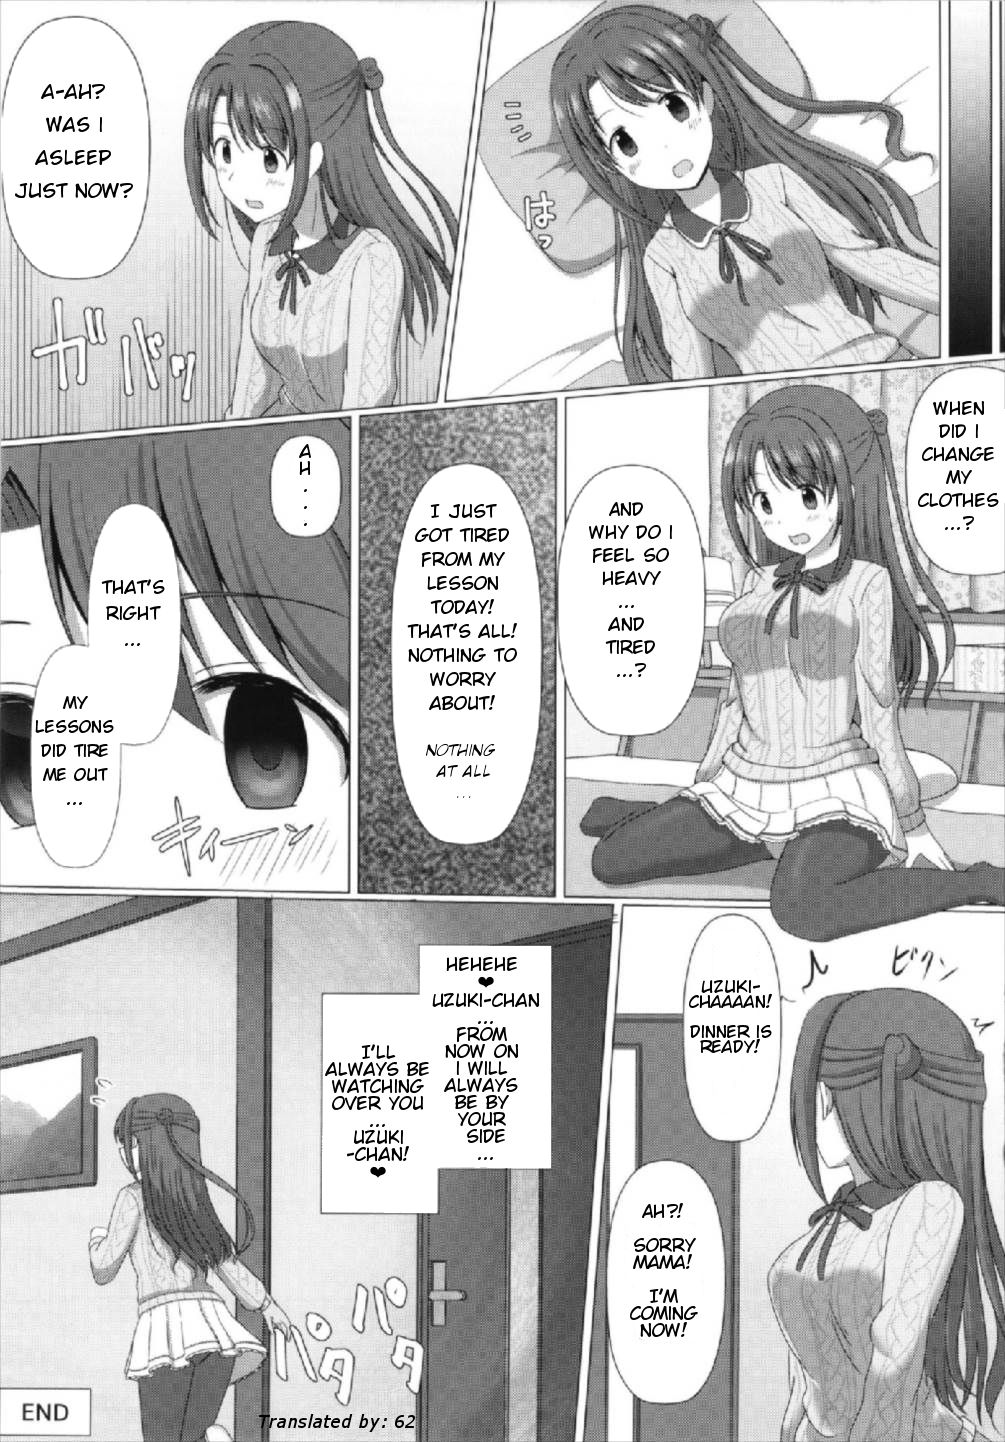 ハッ
A-AH?
WAS I
ASLEEP
JUST NOW?
ガバッ
WHEN
DID I
CHANGE
MY
CLOTHES
...?
AND
WHY DO I
FEEL SO
HEAVY
...
AND
TIRED
...?
I JUST
GOT TIRED
FROM MY
LESSON
TODAY!
THAT'S ALL!
NOTHING TO
WORRY
ABOUT!
NOTHING
AT ALL
...
A
H
.
.
.
THAT'S
RIGHT
...
MY
LESSONS
DID TIRE
ME OUT
...
キィーン
UZUKI-
CHAAAAN!
DINNER IS
READY!
ビクン
AH?!
SORRY
MAMA!
I'M
COMING
NOW!
HEHEHE
❤
UZUKI-CHAN
...
FROM
NOW ON
I WILL
ALWAYS
BE BY
YOUR
SIDE
...
I'LL
ALWAYS BE
WATCHING
OVER YOU
...
UZUKI
-CHAN!
❤
パタ
パタ
END
Translated by: 62